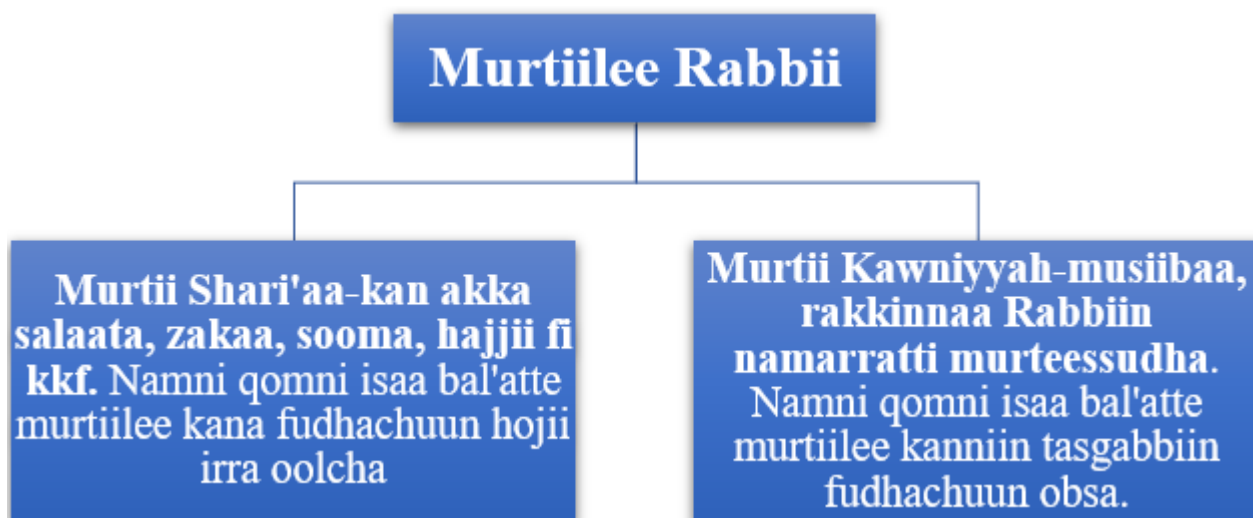 Murtiilee Rabbii
Murtii Shari'aa-kan akka
salaata, zakaa, sooma, hajjii fi
kkf. Namni qomni isaa bal'atte
murtiilee kana fudhachuun hojii
irra oolcha
Murtii Kawniyyah-musiibaa,
rakkinnaa Rabbiin
namarratti murteessudha.
Namni qomni isaa bal'atte
murtiilee kanniin tasgabbiin
fudhachuun obsa.